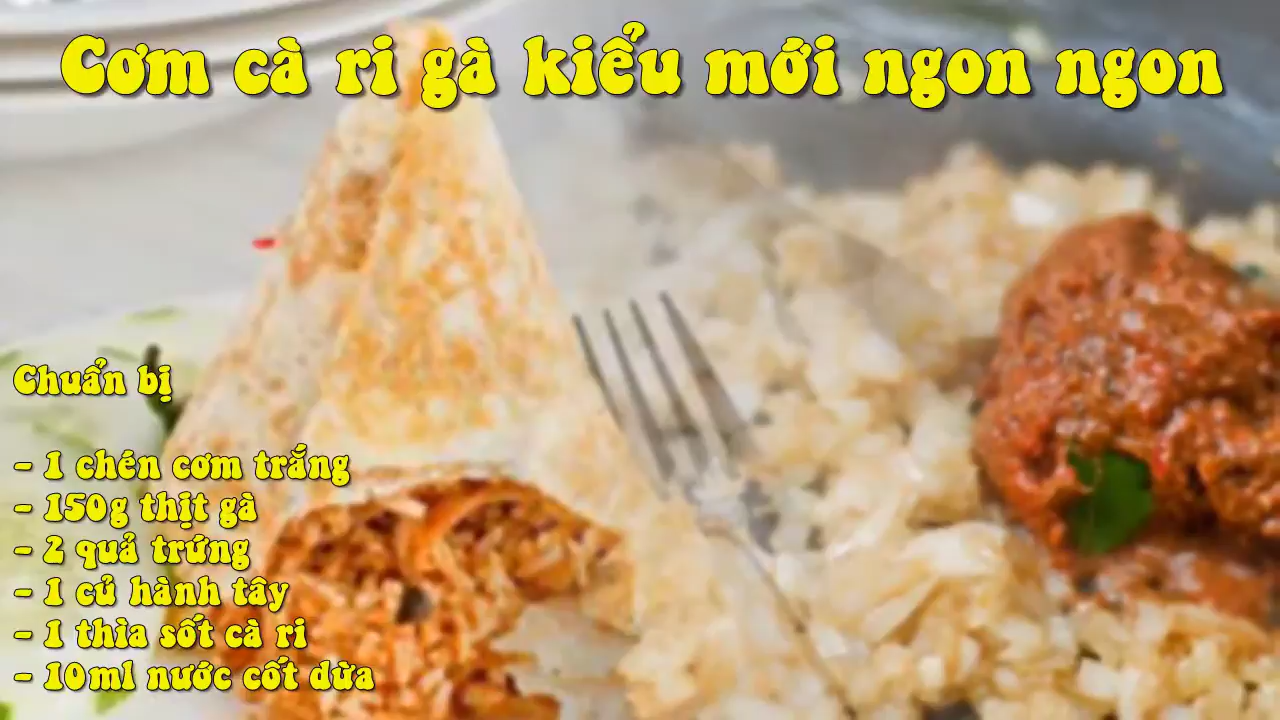 Cơm cà ri gà kiểu mới ngon ngon
Chuẩn bị
- 1 chén cơm trắng
- 150g thịt gà
- 2 quả trứng
- 1 củ hành tây
- 1 thìa sốt cà ri
- 10ml nước cốt dừa